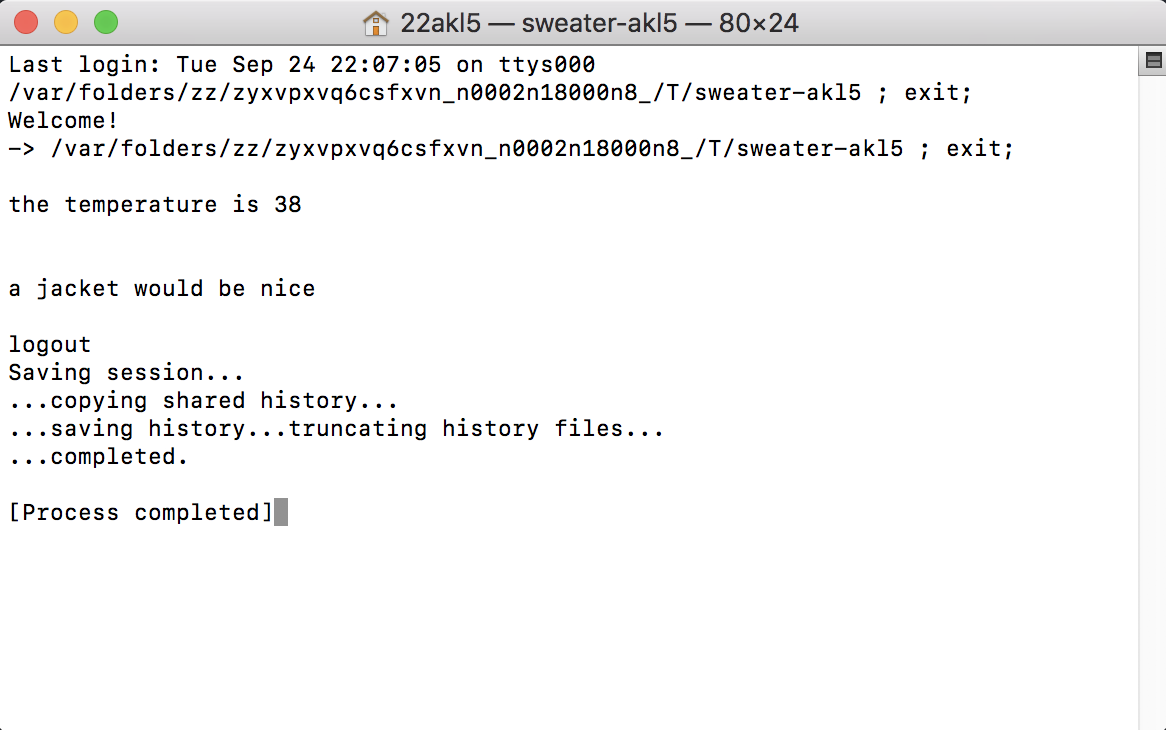 22akl5 — sweater-akl5 — 80×24
Last login: Tue Sep 24 22:07:05 on ttys000
/var/folders/zz/zyxvpxvq6csfxvn_n0002n18000n8_/T/sweater-akl5 ; exit;
Welcome!
-> /var/folders/zz/zyxvpxvq6csfxvn_n0002n18000n8_/T/sweater-akl5 ; exit;
the temperature is 38
a jacket would be nice
logout
Saving session...
...copying shared history...
...saving history...truncating history files...
...completed.
[Process completed]